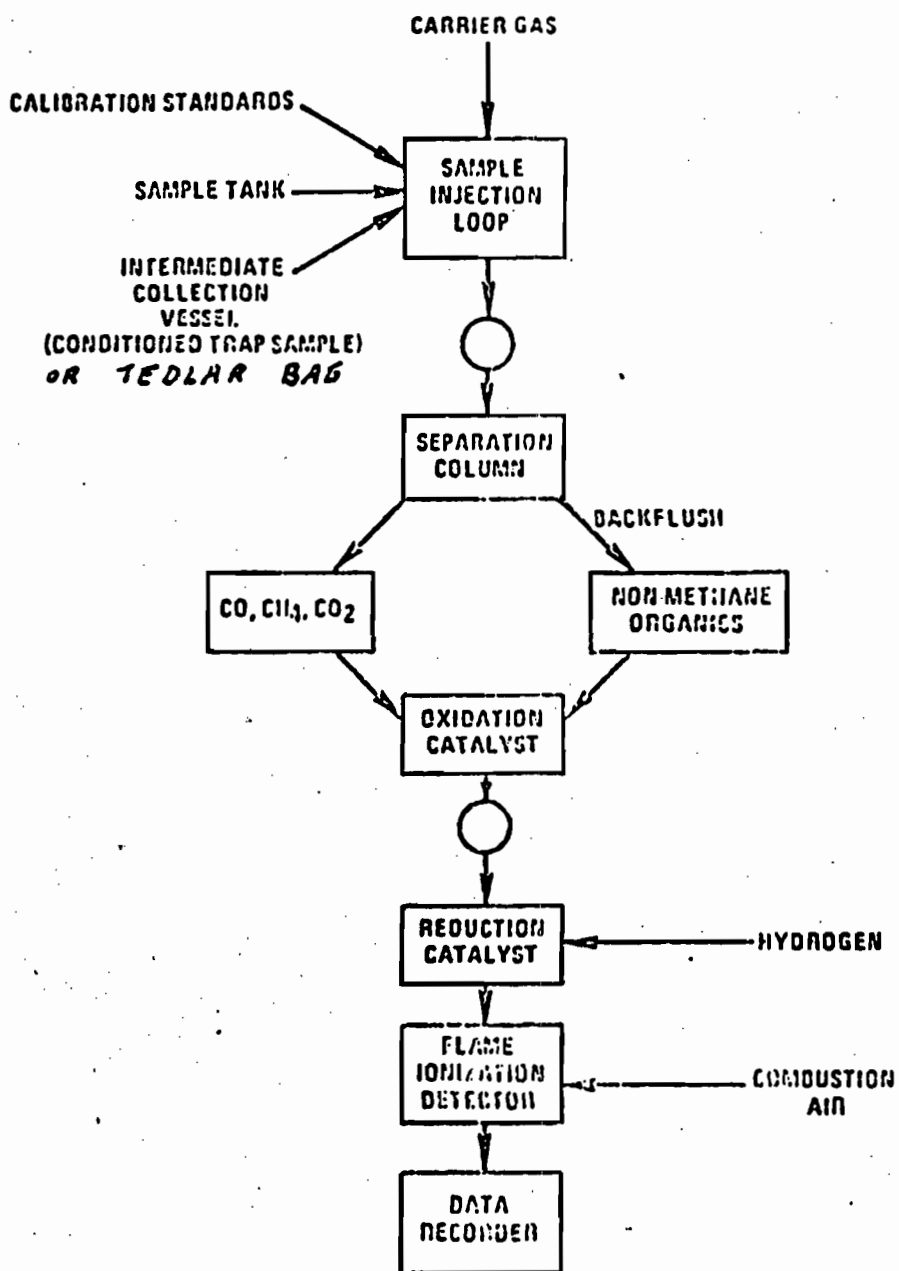 CARRIER GAS
CALIBRATION STANDARDS
SAMPLE
INJECTION
LOOP
SAMPLE TANK
INTERMEDIATE
COLLECTION
VESSEL
(CONDITIONED TRAP SAMPLE)
OR TEDLAR BAG
SEPARATION
COLUMN
BACKFLUSH
CO, CH4, CO2
NON-METHANE
ORGANICS
OXIDATION
CATALYST
REDUCTION
CATALYST
HYDROGEN
FLAME
IONIZATION
DETECTOR
COMBUSTION
AIR
DATA
RECORDER